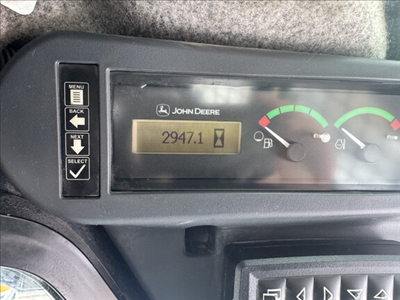 MENU
BACK
NEXT
SELECT
JOHN DEERE
2947.1